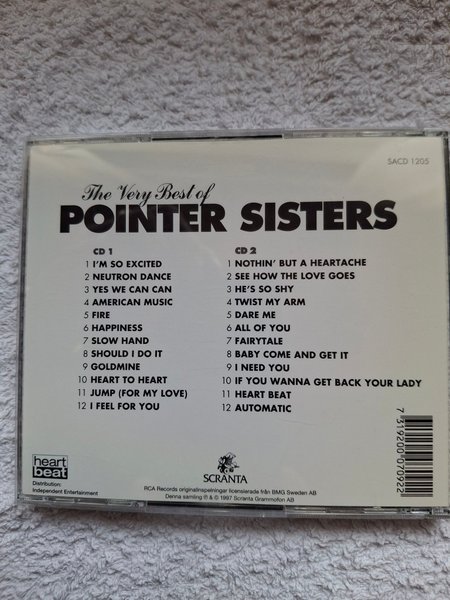 SACD 1205
The Very Best of
POINTER SISTERS
CD 1
1 I'M SO EXCITED
2 NEUTRON DANCE
3 YES WE CAN CAN
4 AMERICAN MUSIC
5 FIRE
6 HAPPINESS
7 SLOW HAND
8 SHOULD I DO IT
9 GOLDMINE
10 HEART TO HEART
11 JUMP (FOR MY LOVE)
12 I FEEL FOR YOU
CD 2
1 NOTHIN' BUT A HEARTACHE
2 SEE HOW THE LOVE GOES
3 HE'S SO SHY
4 TWIST MY ARM
5 DARE ME
6 ALL OF YOU
7 FAIRYTALE
8 BABY COME AND GET IT
9 I NEED YOU
10 IF YOU WANNA GET BACK YOUR LADY
11 HEART BEAT
12 AUTOMATIC
7 319200 070922
heart
beat
Distribution:
Independent Entertainment
SCRANTA
RCA Records originalinspelningar licensierade från BMG Sweden AB
Denna samling ℗ & © 1997 Scranta Grammofon AB